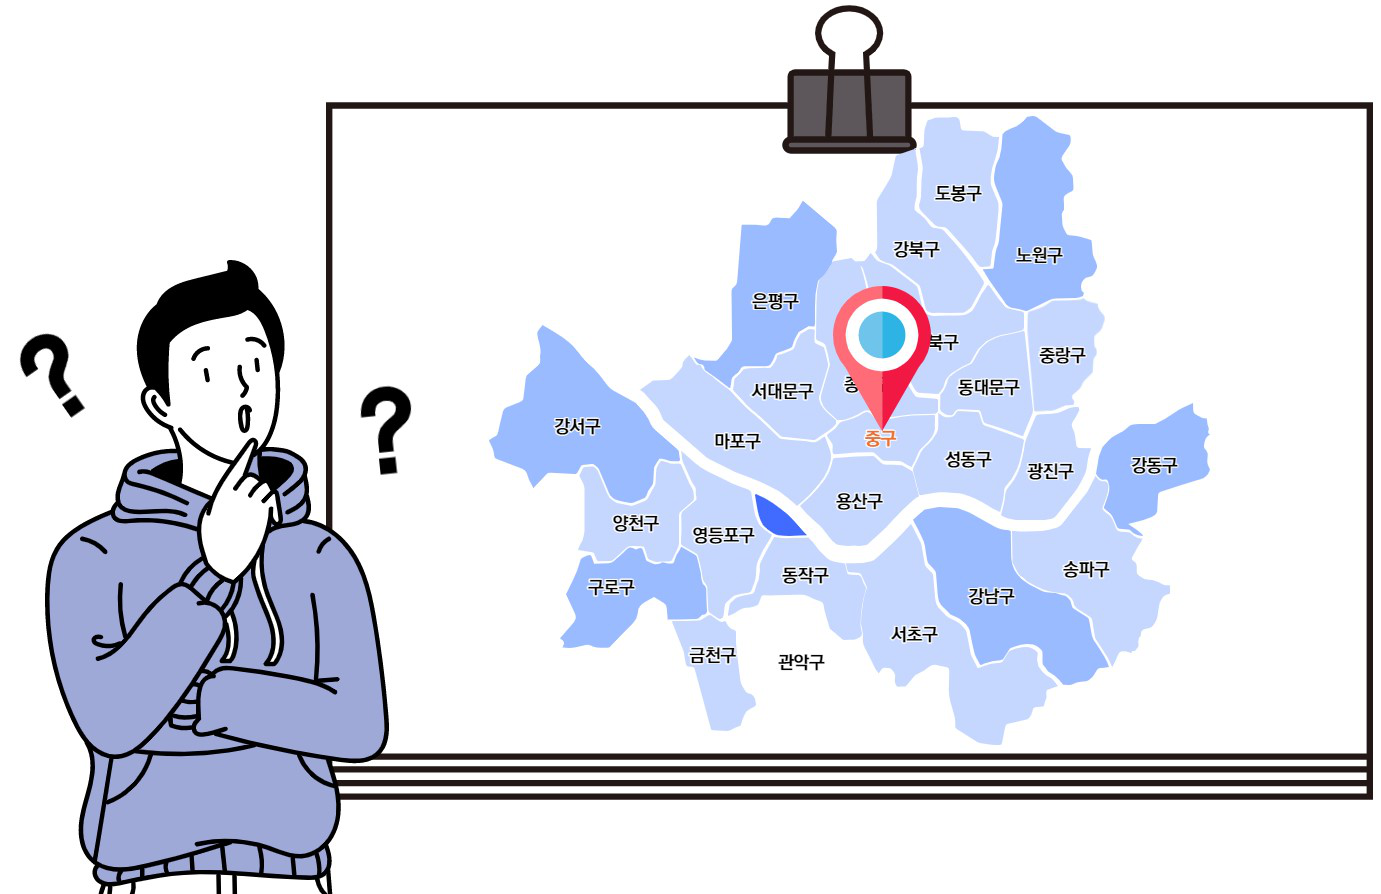 도봉구
강북구
노원구
은평구
북구
중랑구
서대문구
종
동대문구
강서구
마포구
중구
성동구
강동구
광진구
용산구
양천구
영등포구
송파구
동작구
구로구
강남구
서초구
금천구
관악구
?
?